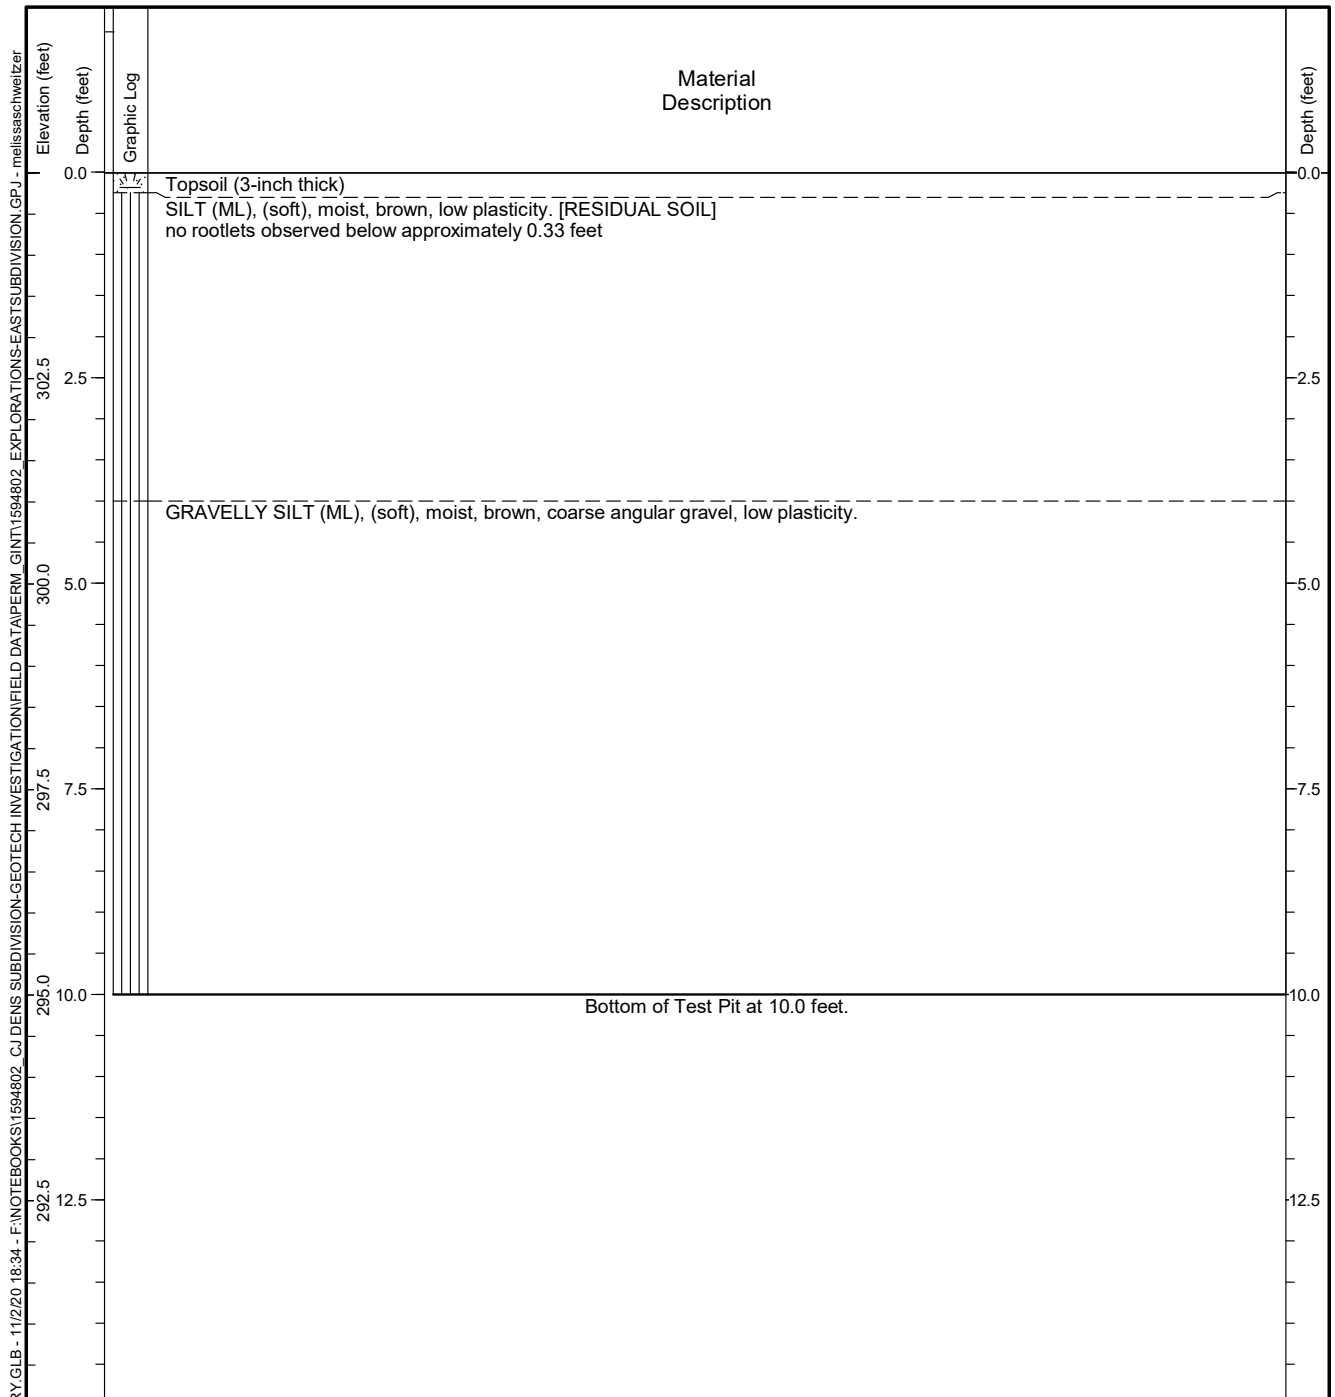 RY.GLB - 11/2/20 18:34 - F:\NOTEBOOKS\1594802_CJ DENS SUBDIVISION-GEOTECH INVESTIGATION\FIELD DATA\PERM_GINT\1594802_EXPLORATIONS-EASTSUBDIVISION.GPJ - melissaschweitzer
Elevation (feet)
Depth (feet)
Graphic Log
Material
Description
Depth (feet)
0.0
0.0
Topsoil (3-inch thick)
SILT (ML), (soft), moist, brown, low plasticity. [RESIDUAL SOIL]
no rootlets observed below approximately 0.33 feet
302.5
2.5
2.5
GRAVELLY SILT (ML), (soft), moist, brown, coarse angular gravel, low plasticity.
300.0
5.0
5.0
297.5
7.5
7.5
295.0
10.0
10.0
Bottom of Test Pit at 10.0 feet.
292.5
12.5
12.5